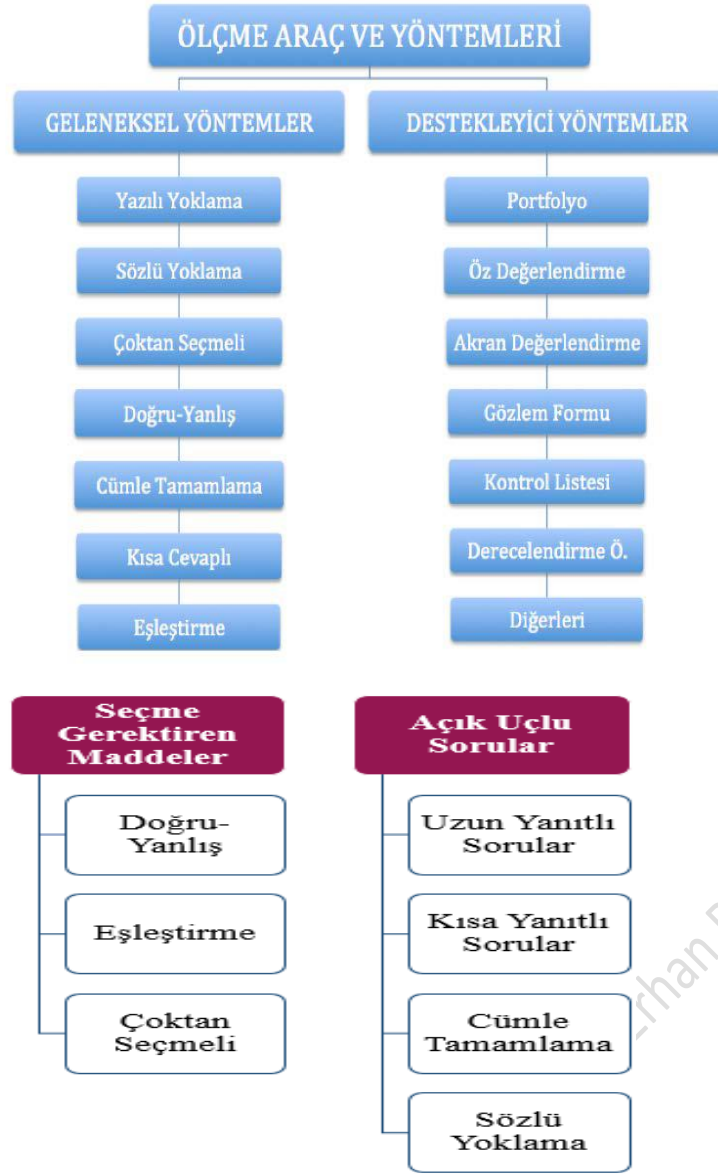 ÖLÇME ARAÇ VE YÖNTEMLERİ
GELENEKSEL YÖNTEMLER
Yazılı Yoklama
Sözlü Yoklama
Çoktan Seçmeli
Doğru-Yanlış
Cümle Tamamlama
Kısa Cevaplı
Eşleştirme
DESTEKLEYİCİ YÖNTEMLER
Portfolyo
Öz Değerlendirme
Akran Değerlendirme
Gözlem Formu
Kontrol Listesi
Derecelendirme Ö.
Diğerleri
Seçme
Gerektiren
Maddeler
Doğru-
Yanlış
Eşleştirme
Çoktan
Seçmeli
Açık Uçlu
Sorular
Uzun Yanıtlı
Sorular
Kısa Yanıtlı
Sorular
Cümle
Tamamlama
Sözlü
Yoklama